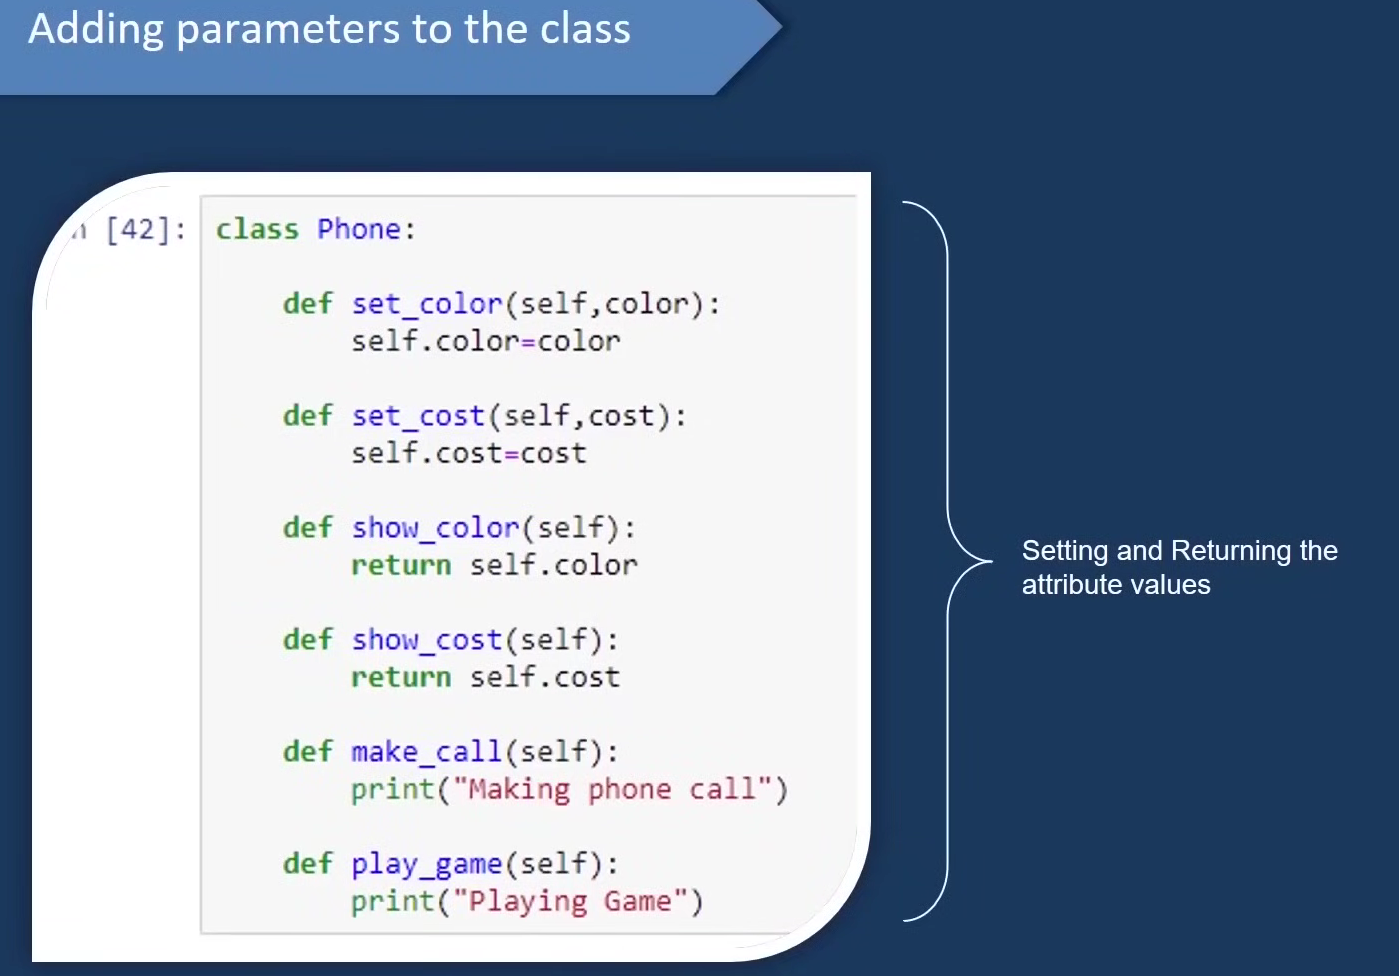 Adding parameters to the class
[42]: class Phone:
def set_color(self,color):
self.color=color
def set_cost(self,cost):
self.cost=cost
def show_color(self):
return self.color
def show_cost(self):
return self.cost
def make_call(self):
print("Making phone call")
def play_game(self):
print("Playing Game")
Setting and Returning the
attribute values